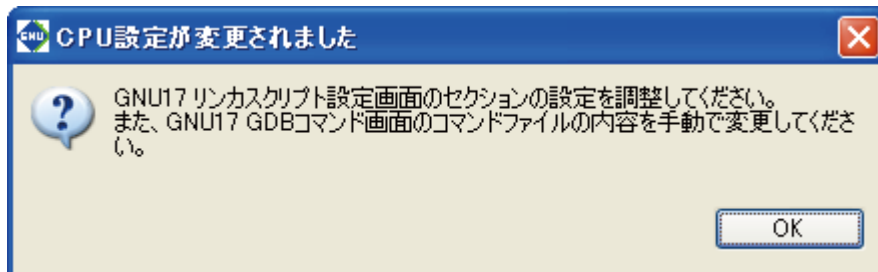 GNU CPU設定が変更されました
GNU17 リンカスクリプト設定画面のセクションの設定を調整してください。
また、GNU17 GDBコマンド画面のコマンドファイルの内容を手動で変更してくださ
い。
OK